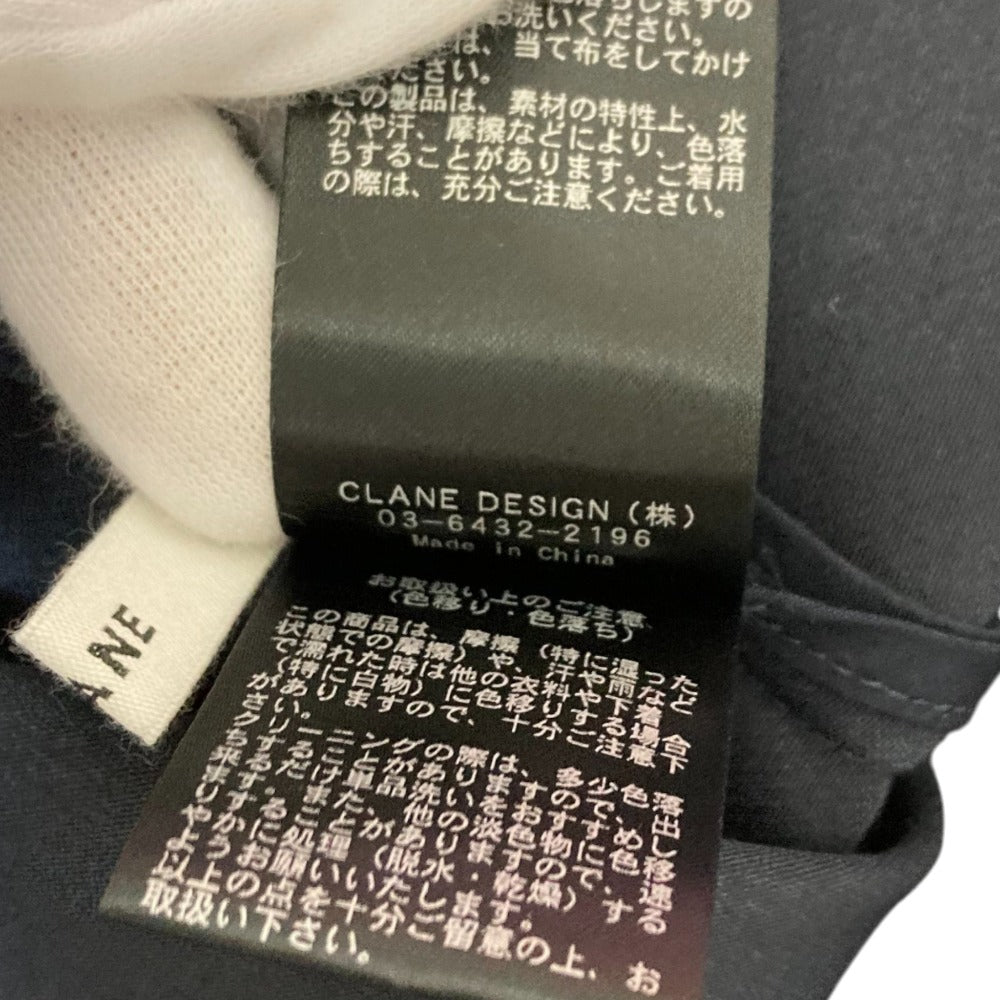 洗いください。
は、当て布をしてかけ
ください。
この製品は、素材の特性上、水
分や汗、摩擦などにより、色落
ちすることがあります。ご着用
の際は、充分ご注意ください。
CLANE DESIGN（株）
03-6432-2196
Made in China
お取扱い上のご注意
（色移り・色落ち）
この商品は、摩擦（特に湿った
状態での摩擦）や、汗や雨など
で濡れた時は他の衣料や下着
（特に白物）に色移りする場合
がありますので、十分ご注意下
さい。
クリーニングの際は、多少色落
ちることがありますので、出
来るだけ単品洗いをおすすめし
ます。また、他の淡色物に色移
りすること
やかに処理（脱水・乾燥）
ようお願いいたします。
以上の点を十分ご留意の上、お
取扱い下さい。
ANE